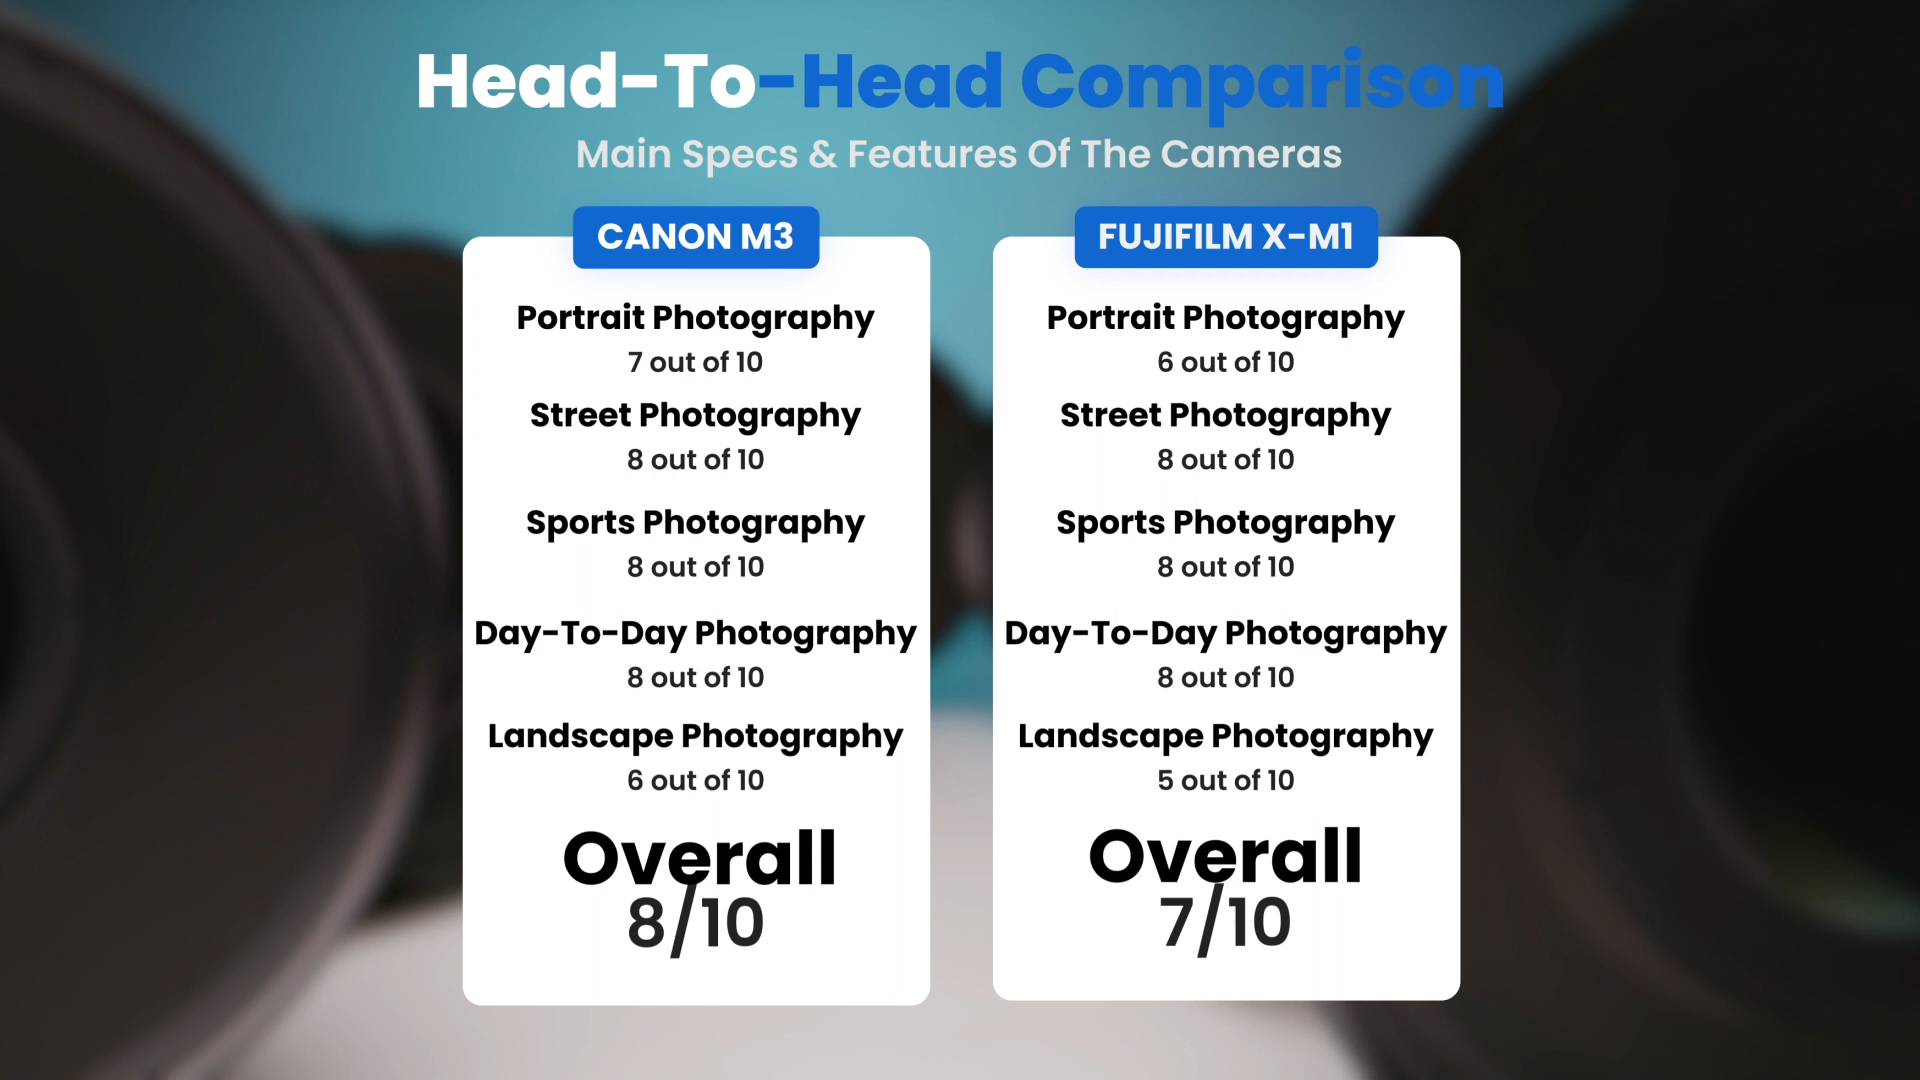 Head-To-Head Comparison
Main Specs & Features Of The Cameras
CANON M3
Portrait Photography
7 out of 10
Street Photography
8 out of 10
Sports Photography
8 out of 10
Day-To-Day Photography
8 out of 10
Landscape Photography
6 out of 10
Overall
8/10
FUJIFILM X-M1
Portrait Photography
6 out of 10
Street Photography
8 out of 10
Sports Photography
8 out of 10
Day-To-Day Photography
8 out of 10
Landscape Photography
5 out of 10
Overall
7/10